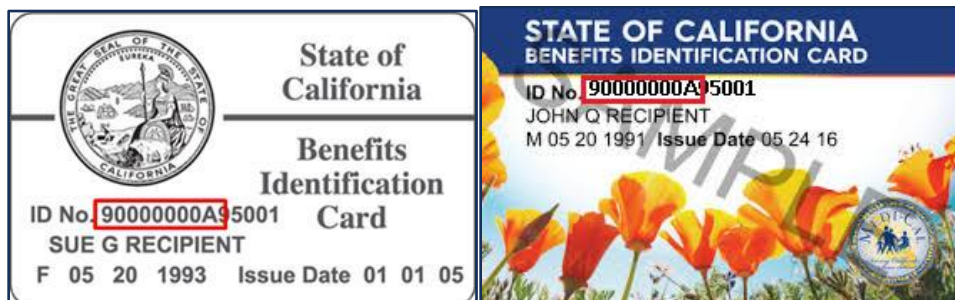 THE GREAT SEAL OF THE STATE OF CALIFORNIA
EUREKA
State of
California
Benefits
Identification
Card
ID No. 90000000A95001
SUE G RECIPIENT
F 05 20 1993 Issue Date 01 01 05
STATE OF CALIFORNIA
BENEFITS IDENTIFICATION CARD
ID No. 90000000A95001
JOHN Q RECIPIENT
M 05 20 1991 Issue Date 05 24 16
SAMPLE
MEDI-CAL